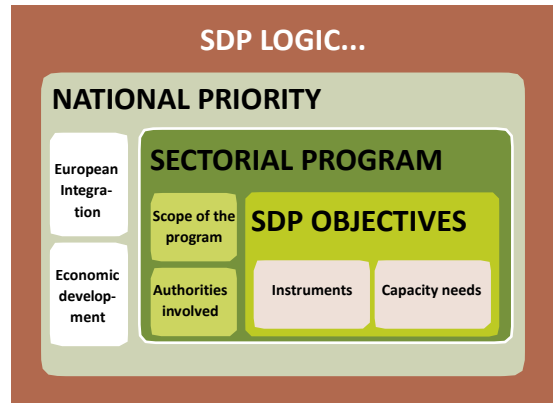 SDP LOGIC...
NATIONAL PRIORITY
European
Integra-
tion
Economic
develop-
ment
SECTORIAL PROGRAM
Scope of the
program
Authorities
involved
SDP OBJECTIVES
Instruments
Capacity needs